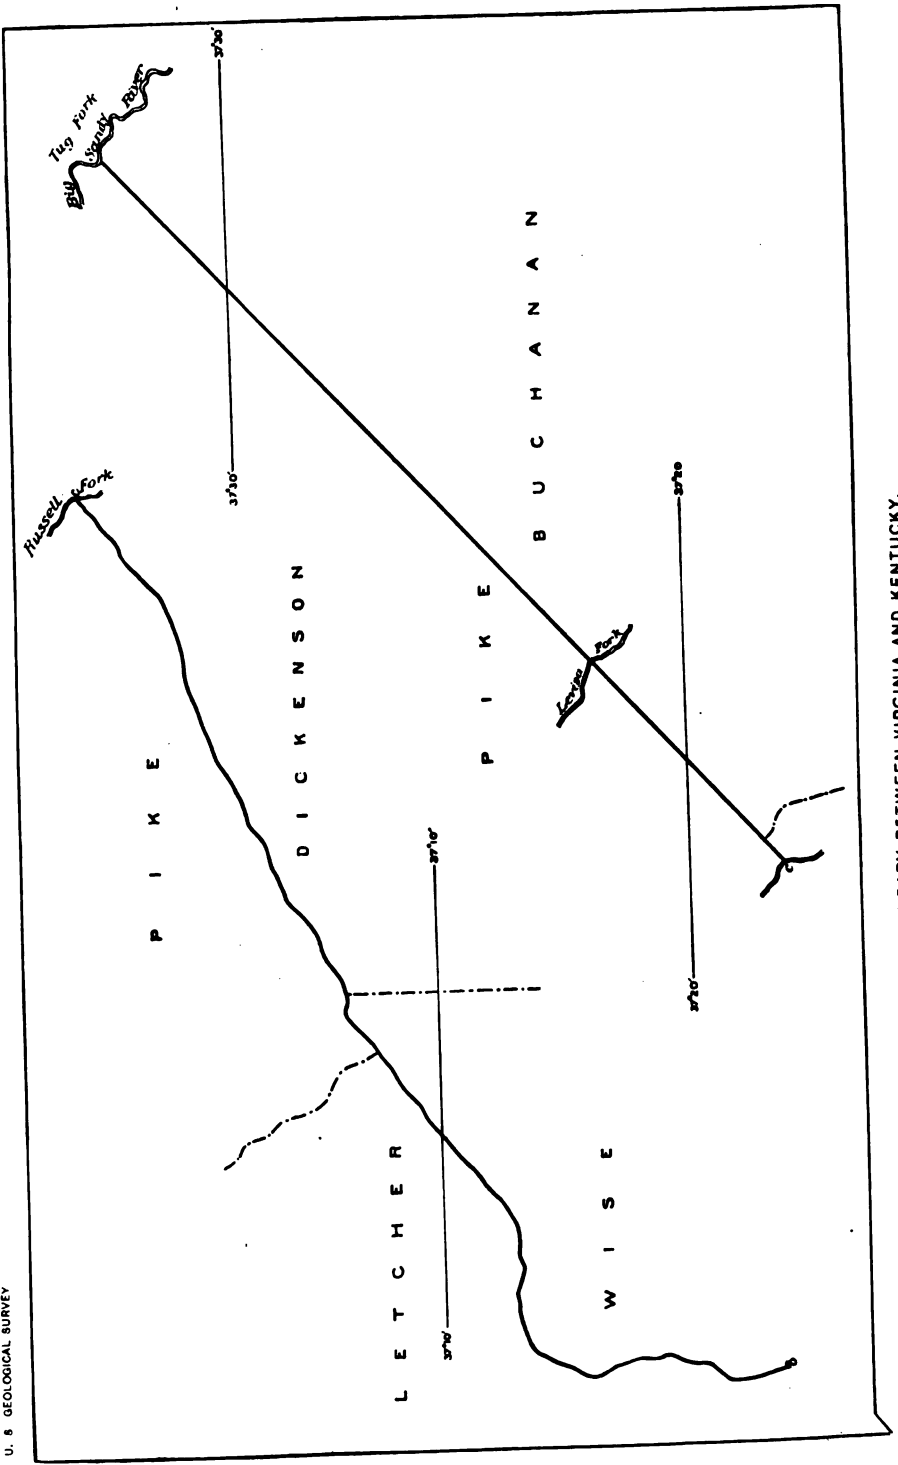 U. S GEOLOGICAL SURVEY
Big Sandy River
Tug Fork
37°30'
37°30'
Russell Fork
C
BUCHANAN
DICKENSON
PIKE
PIKE
Levisa Fork
37°20
37°20'
C
37°10'
37°10'
LETCHER
WISE
B
BETWEEN VIRGINIA AND KENTUCKY.